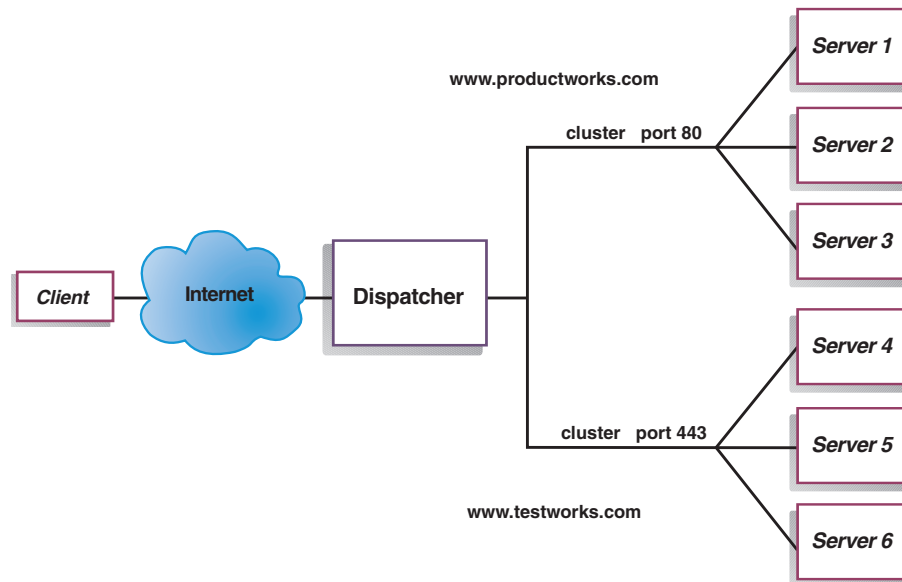 Server 1
www.productworks.com
cluster port 80
Server 2
Server 3
Client
Internet
Dispatcher
Server 4
cluster port 443
Server 5
www.testworks.com
Server 6